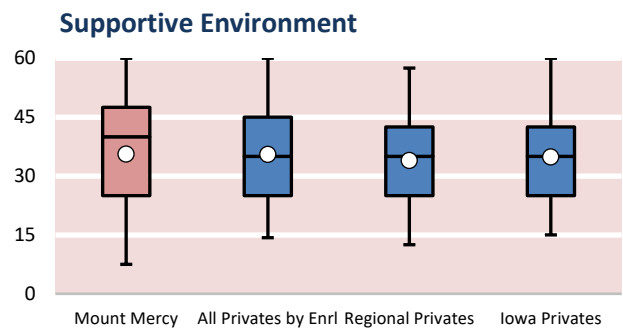 Supportive Environment
60
45
30
15
0
Mount Mercy All Privates by Enrl Regional Privates Iowa Privates